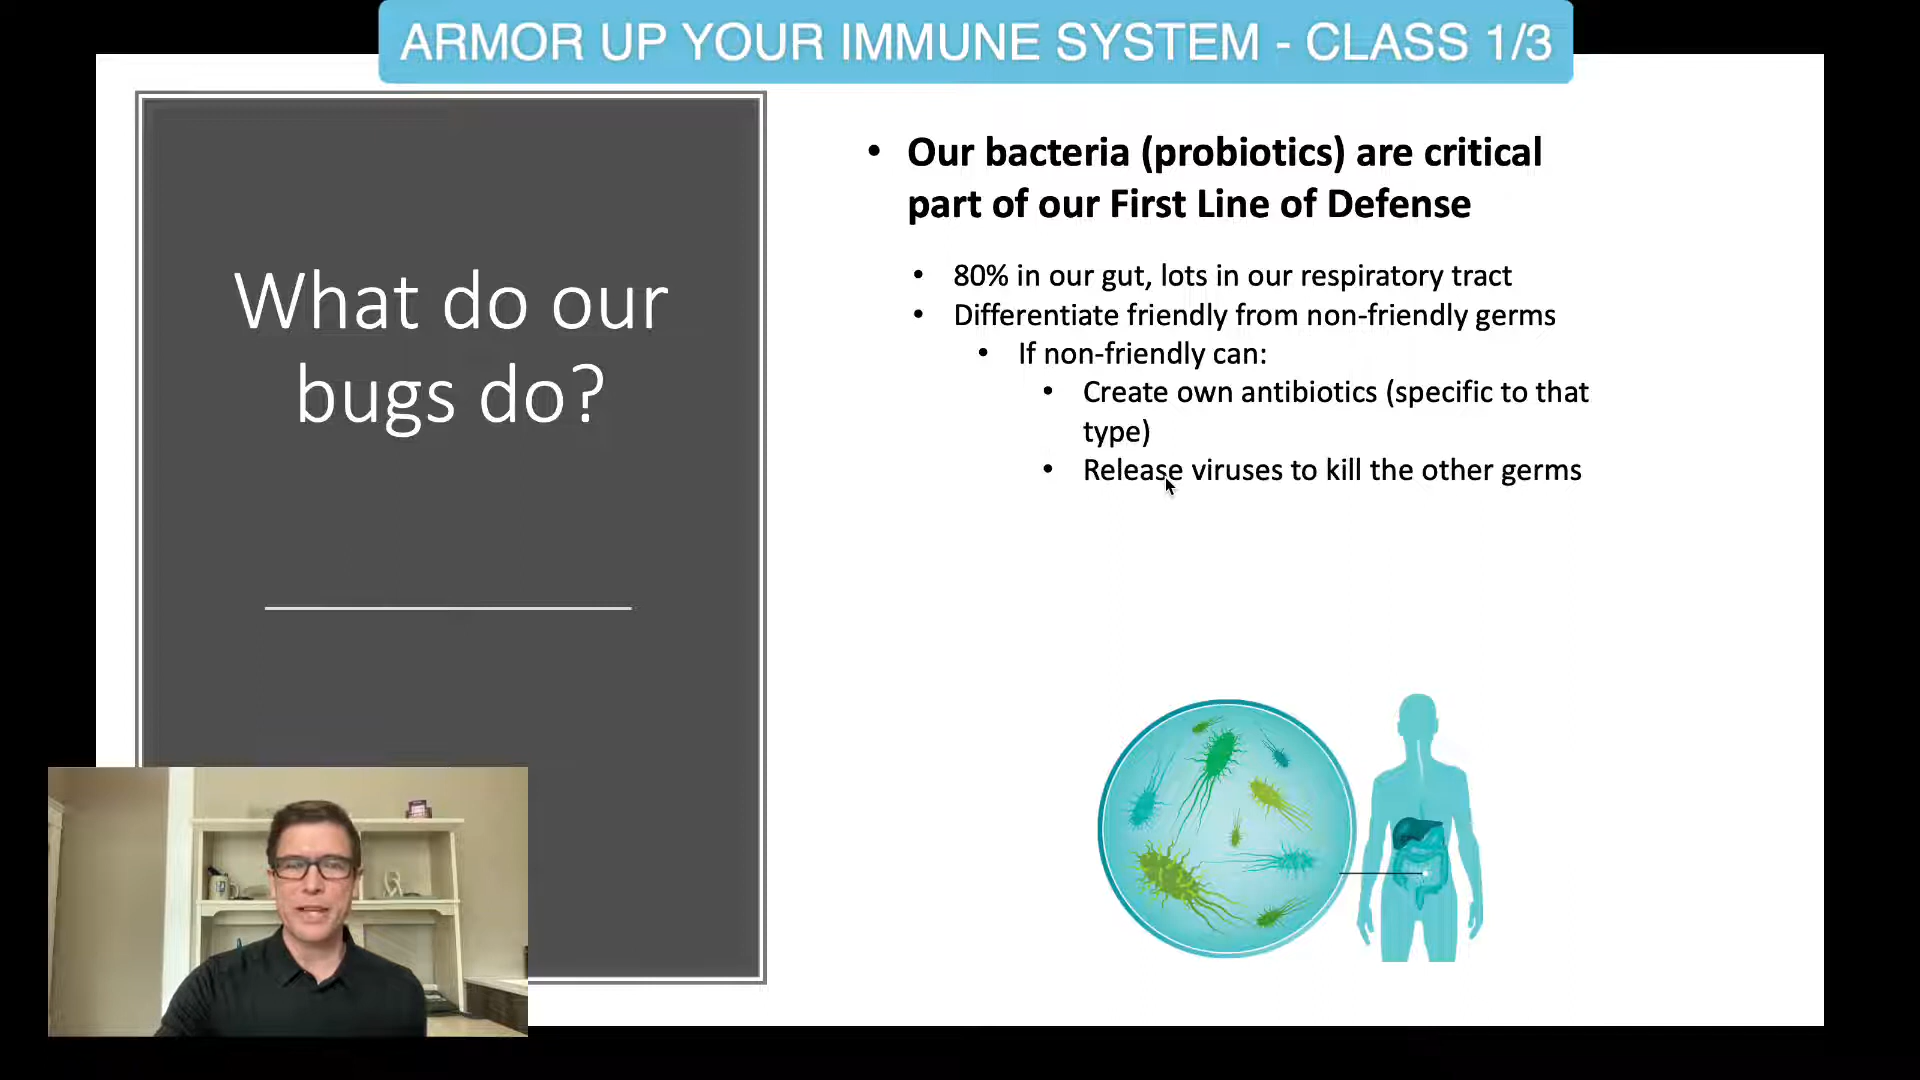 ARMOR UP YOUR IMMUNE SYSTEM - CLASS 1/3
What do our
bugs do?
• Our bacteria (probiotics) are critical
part of our First Line of Defense
• 80% in our gut, lots in our respiratory tract
• Differentiate friendly from non-friendly germs
• If non-friendly can:
• Create own antibiotics (specific to that
type)
• Release viruses to kill the other germs